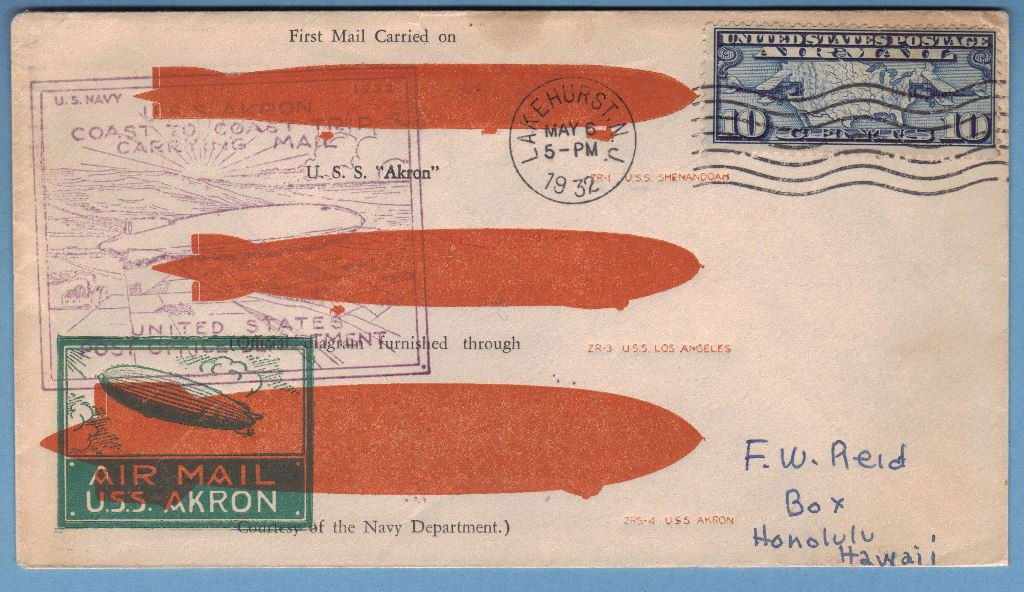 First Mail Carried on
UNITED STATES POSTAGE
AIR MAIL
10 CENTS 10
U.S. NAVY 1932
U.S.S. AKRON
COAST TO COAST TRIP
CARRYING MAIL
LAKEHURST, N.J.
MAY 6
5-PM
1932
U. S. S. "Akron"
ZR-1 U.S.S. SHENANDOAH
UNITED STATES
POST OFFICE DEPARTMENT
(Official diagram furnished through
ZR-3 U.S.S. LOS ANGELES
AIR MAIL
U.S.S. AKRON
F. W. Reid
Box
Honolulu
Hawaii
ZRS-4 USS AKRON
Courtesy of the Navy Department.)